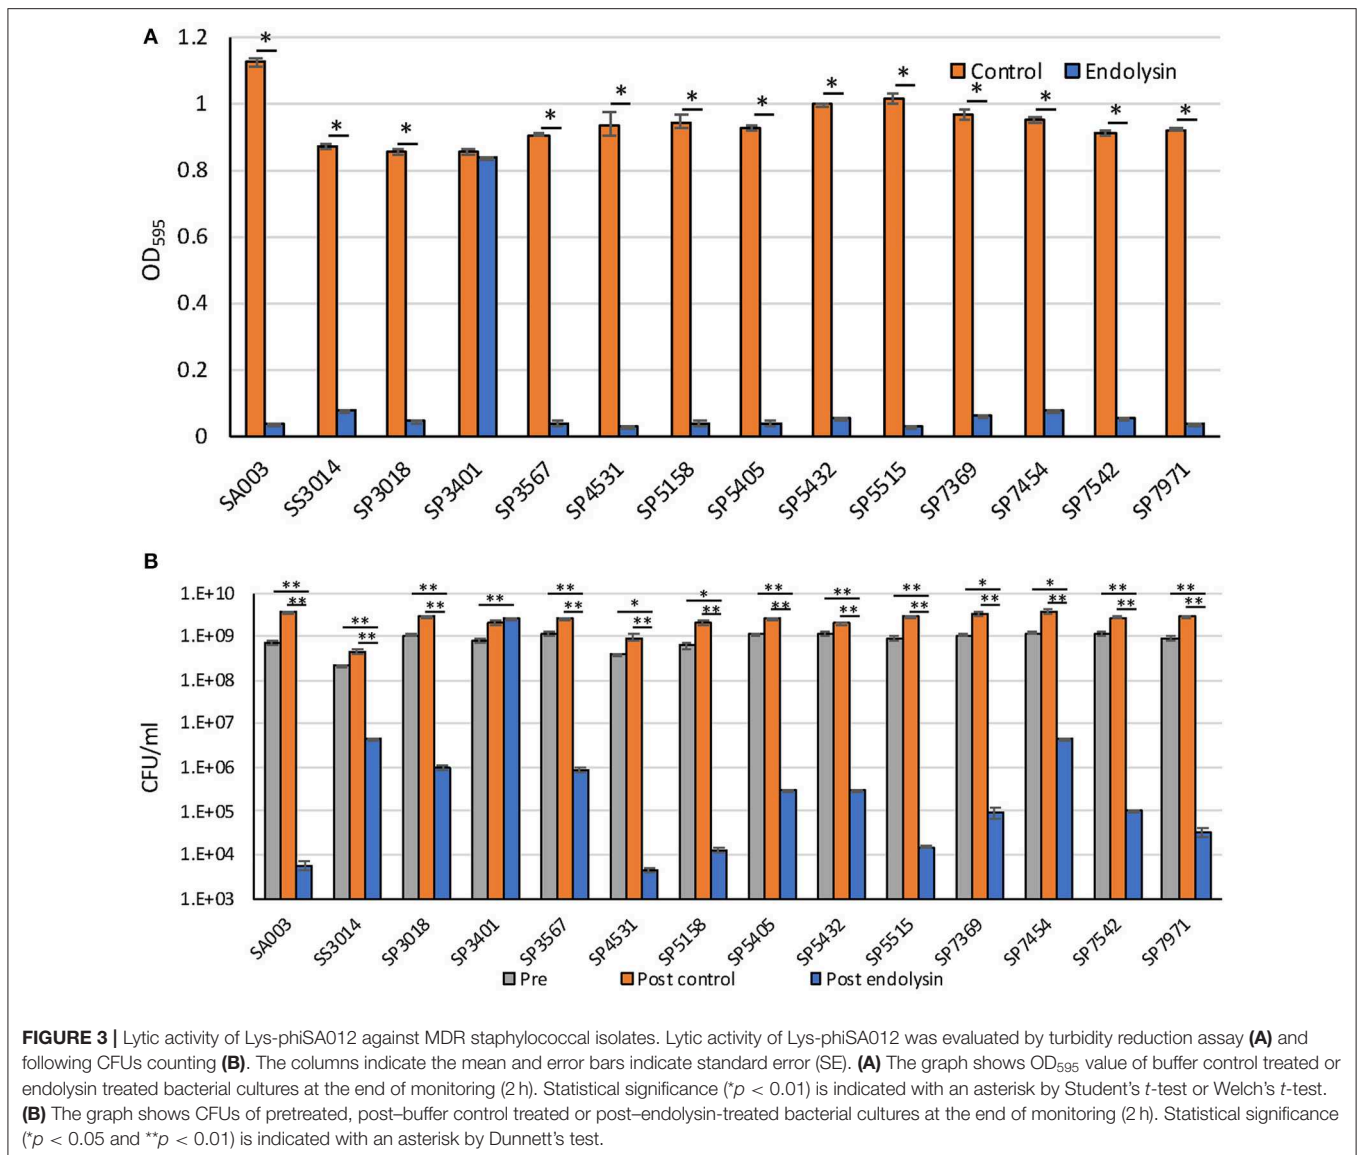 A
1.2
1
0.8
0.6
0.4
0.2
0
OD595
Control Endolysin
* * * * * * * * * * * * *
SA003 SS3014 SP3018 SP3401 SP3567 SP4531 SP5158 SP5405 SP5432 SP5515 SP7369 SP7454 SP7542 SP7971
B
1.E+10
1.E+09
1.E+08
1.E+07
1.E+06
1.E+05
1.E+04
1.E+03
CFU/ml
** ** ** ** ** * * ** ** ** * * ** **
** ** ** ** ** ** ** ** ** ** ** ** **
SA003 SS3014 SP3018 SP3401 SP3567 SP4531 SP5158 SP5405 SP5432 SP5515 SP7369 SP7454 SP7542 SP7971
Pre Post control Post endolysin
FIGURE 3 | Lytic activity of Lys-phiSA012 against MDR staphylococcal isolates. Lytic activity of Lys-phiSA012 was evaluated by turbidity reduction assay (A) and
following CFUs counting (B). The columns indicate the mean and error bars indicate standard error (SE). (A) The graph shows OD595 value of buffer control treated or
endolysin treated bacterial cultures at the end of monitoring (2 h). Statistical significance (*p < 0.01) is indicated with an asterisk by Student's t-test or Welch's t-test.
(B) The graph shows CFUs of pretreated, post–buffer control treated or post–endolysin-treated bacterial cultures at the end of monitoring (2 h). Statistical significance
(*p < 0.05 and **p < 0.01) is indicated with an asterisk by Dunnett's test.